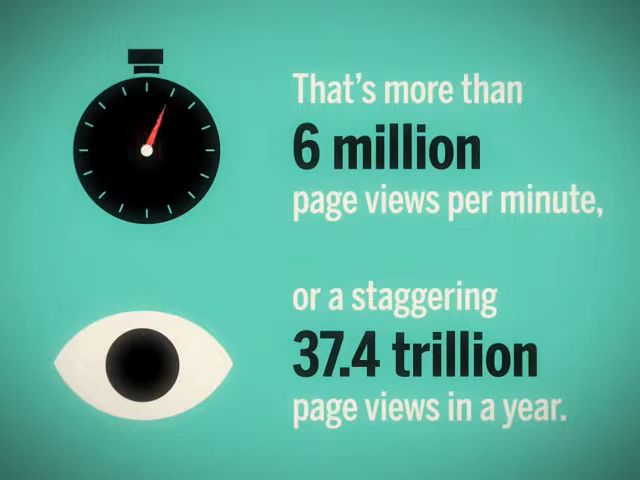 That's more than
6 million
page views per minute,
or a staggering
37.4 trillion
page views in a year.